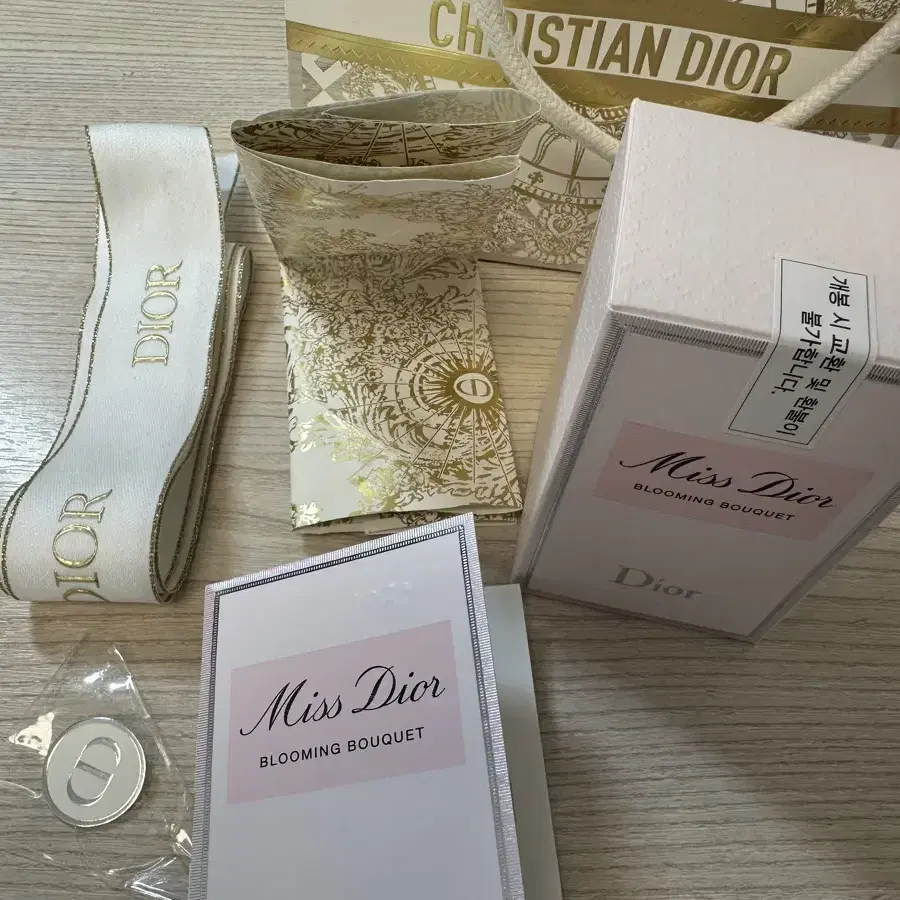 CHRISTIAN DIOR
DIOR
DIOR
개봉 시 교환 및 환불이
불가합니다.
Miss Dior
BLOOMING BOUQUET
Dior
Miss Dior
BLOOMING BOUQUET